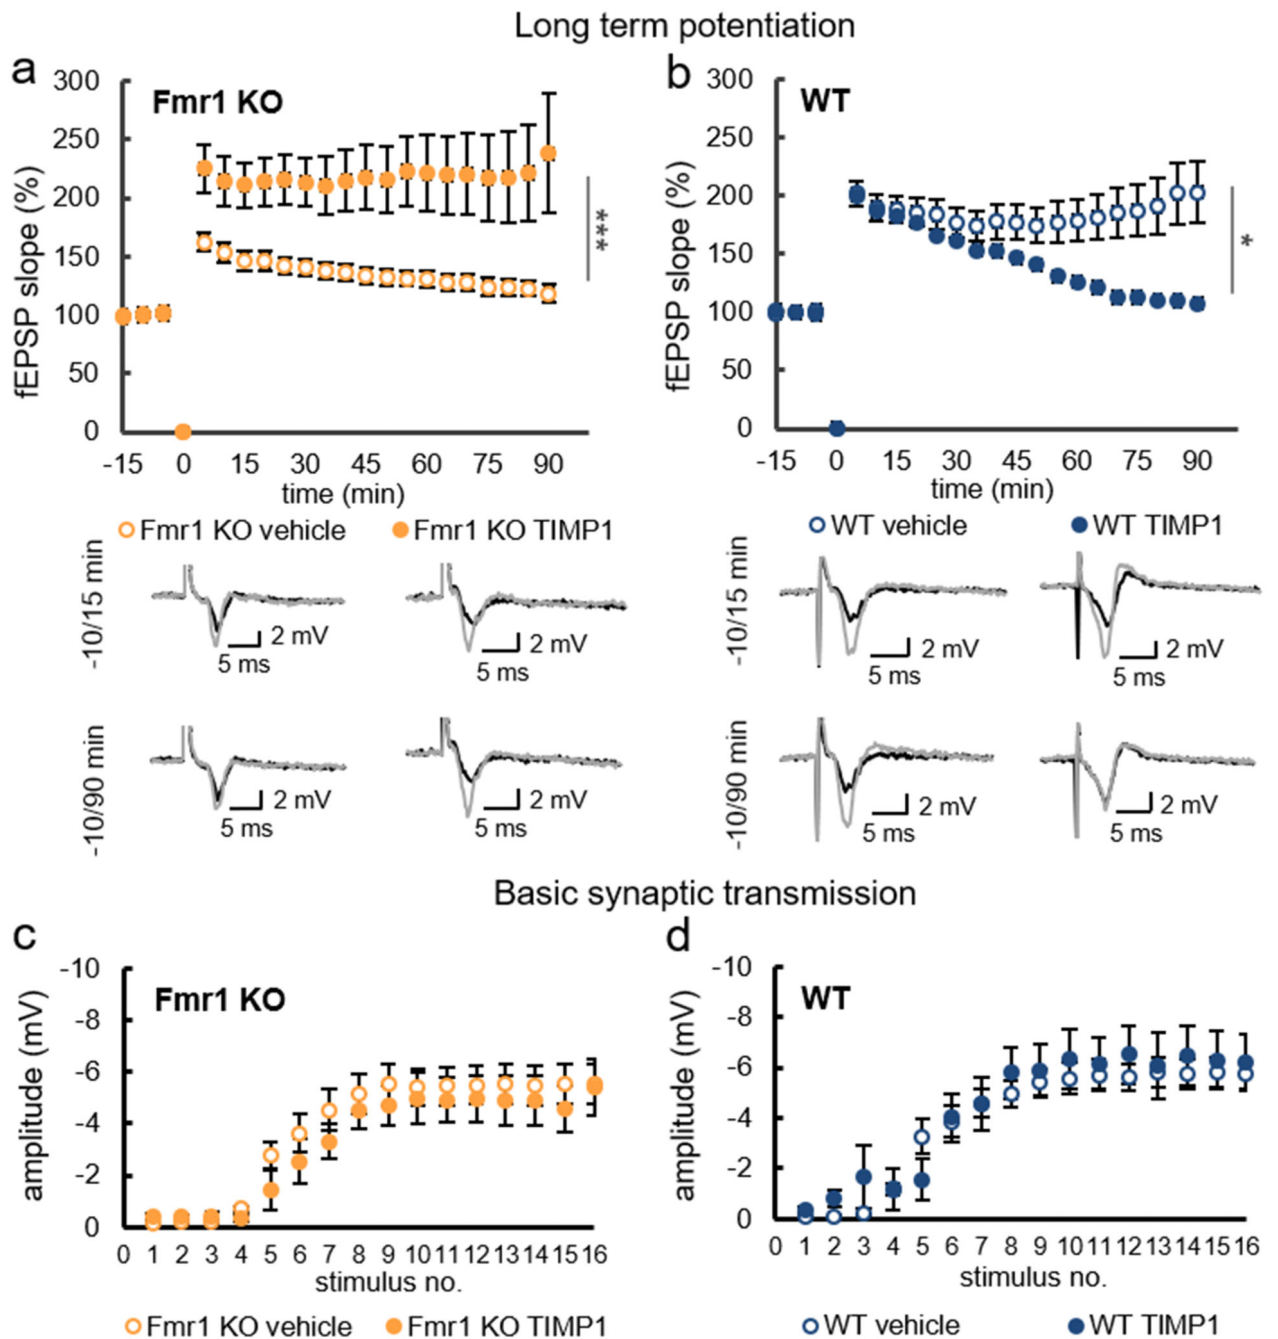 Long term potentiation
a
b
Fmr1 KO
WT
fEPSP slope (%)
300
250
200
150
100
50
0
-15 0 15 30 45 60 75 90
time (min)
***
fEPSP slope (%)
300
250
200
150
100
50
0
-15 0 15 30 45 60 75 90
time (min)
*
Fmr1 KO vehicle
Fmr1 KO TIMP1
WT vehicle
WT TIMP1
-10/15 min
2 mV
5 ms
2 mV
5 ms
-10/15 min
2 mV
5 ms
2 mV
5 ms
-10/90 min
2 mV
5 ms
2 mV
5 ms
-10/90 min
2 mV
5 ms
2 mV
5 ms
Basic synaptic transmission
c
d
Fmr1 KO
WT
amplitude (mV)
-10
-8
-6
-4
-2
0
0 1 2 3 4 5 6 7 8 9 10 11 12 13 14 15 16
stimulus no.
amplitude (mV)
-10
-8
-6
-4
-2
0
0 1 2 3 4 5 6 7 8 9 10 11 12 13 14 15 16
stimulus no.
Fmr1 KO vehicle
Fmr1 KO TIMP1
WT vehicle
WT TIMP1